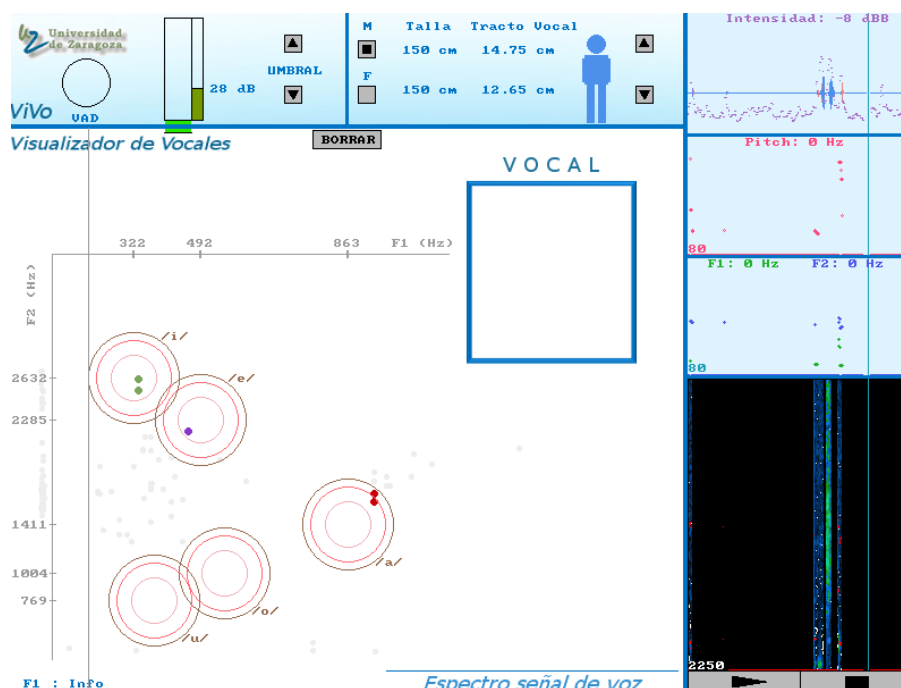 Universidad
de Zaragoza
ViVo
VAD
28 dB
UMBRAL
M Talla Tracto Vocal
150 cm 14.75 cm
F
150 cm 12.65 cm
Intensidad: -8 dBB
Visualizador de Vocales
BORRAR
VOCAL
Pitch: 0 Hz
80
322 492 863 F1 (Hz)
F1: 0 Hz F2: 0 Hz
80
F2 (Hz)
/i/
/e/
2632
2285
1411
/a/
1004
769
/o/
/u/
2250
F1 : Info
Espectro señal de voz